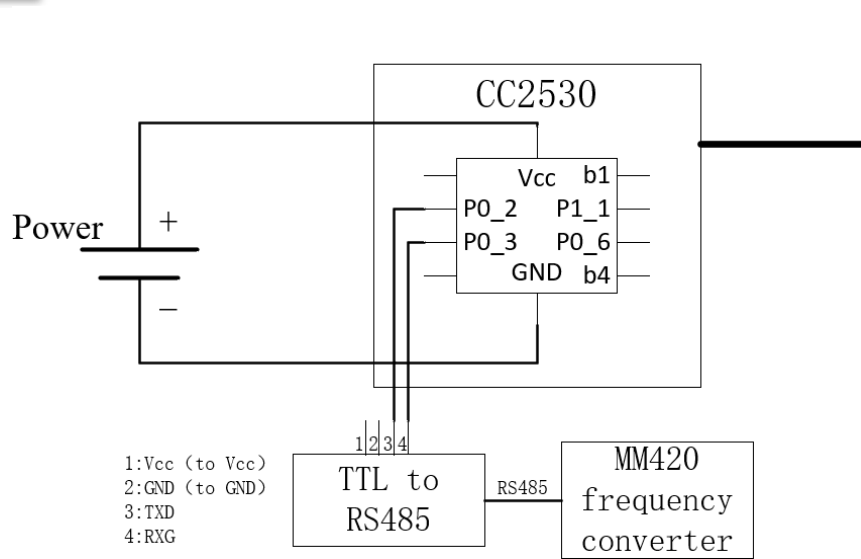 CC2530
Vcc b1
P0_2 P1_1
P0_3 P0_6
GND b4
Power
+
−
1 2 3 4
1:Vcc（to Vcc）
2:GND（to GND）
3:TXD
4:RXG
TTL to
RS485
RS485
MM420
frequency
converter